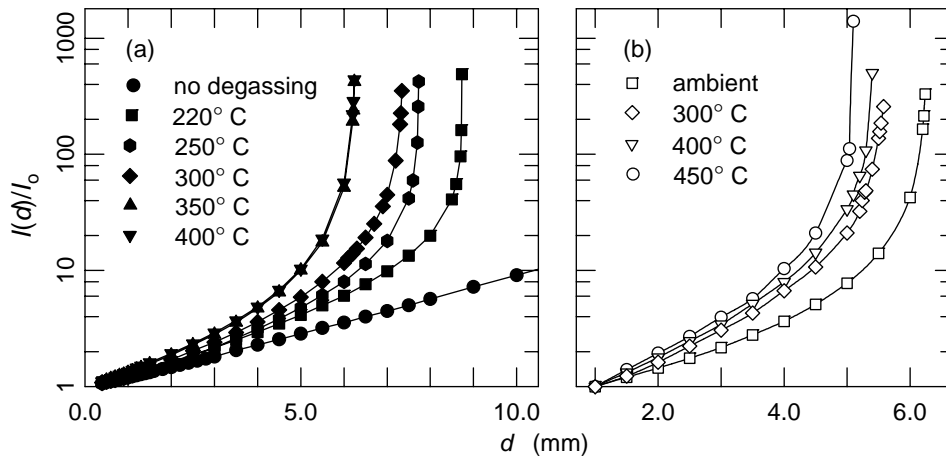 1000
100
10
1
I(d)/Io
(a)
no degassing
220° C
250° C
300° C
350° C
400° C
0.0
5.0
10.0
(b)
ambient
300° C
400° C
450° C
2.0
4.0
6.0
d (mm)